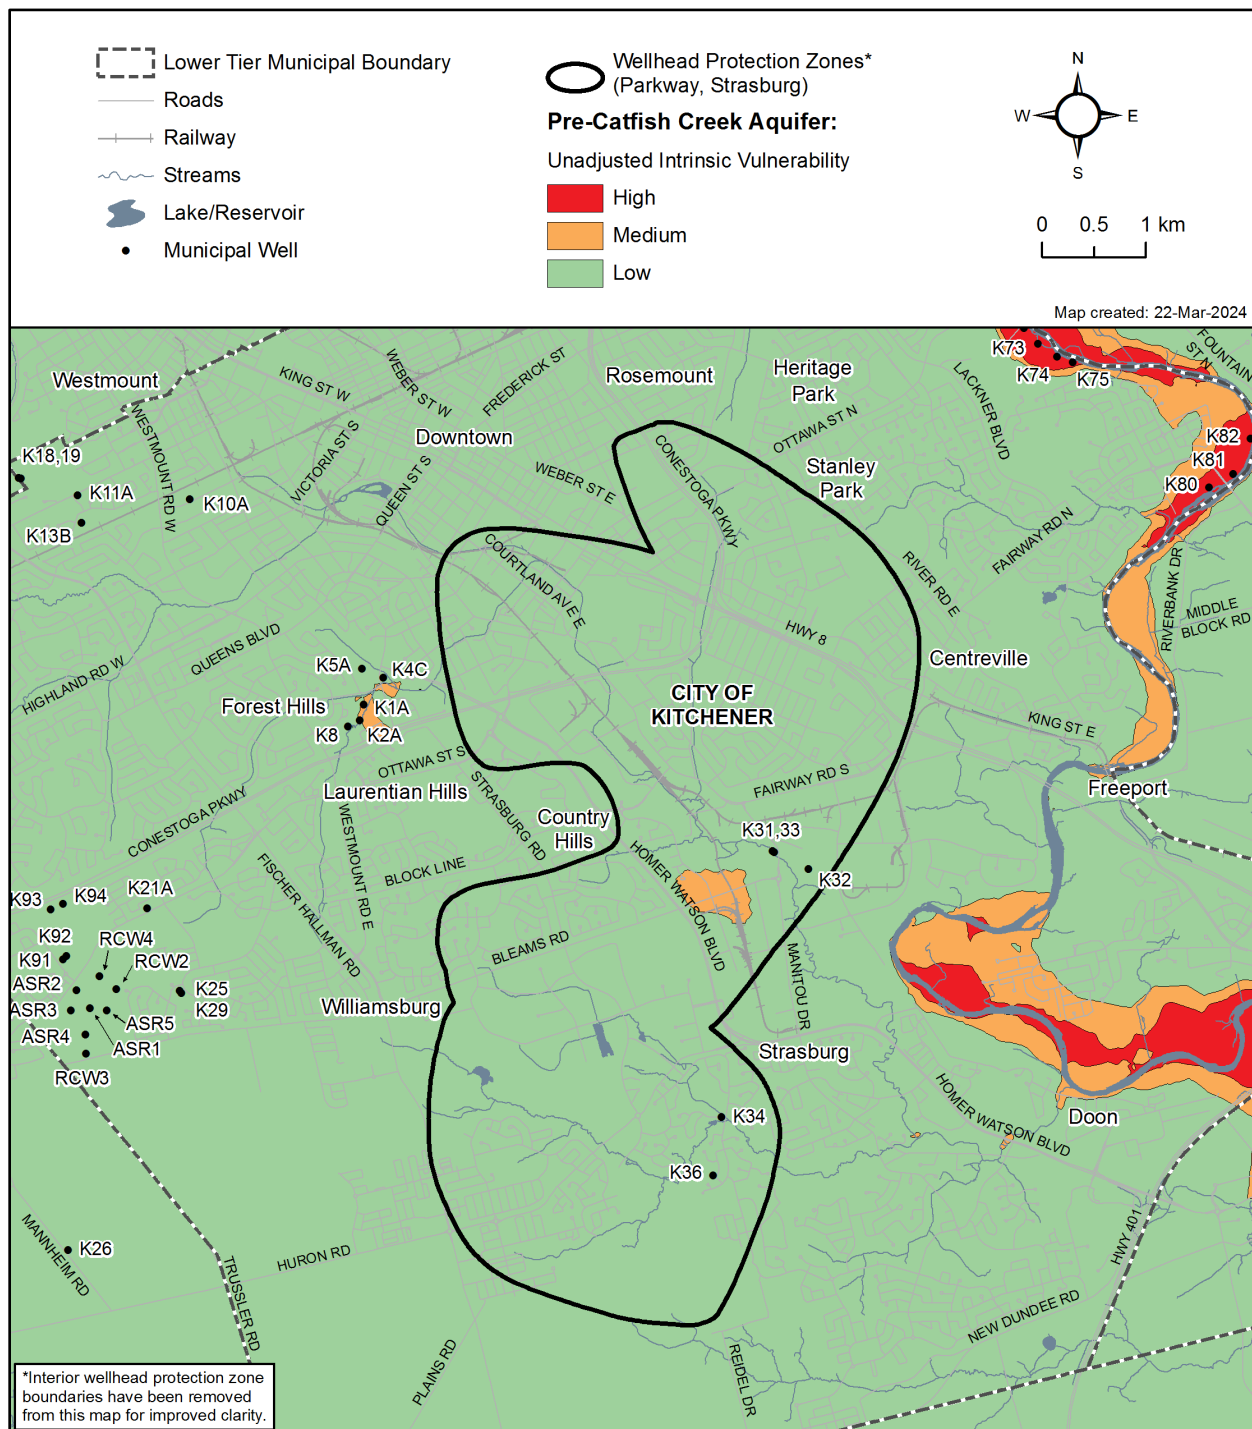 Lower Tier Municipal Boundary
Roads
Railway
Streams
Lake/Reservoir
Municipal Well
Wellhead Protection Zones*
(Parkway, Strasburg)
Pre-Catfish Creek Aquifer:
Unadjusted Intrinsic Vulnerability
High
Medium
Low
N
W
E
S
0 0.5 1 km
Map created: 22-Mar-2024
Westmount
KING ST W
WEBER ST W
FREDERICK ST
Rosemount
Heritage
Park
LACKNER BLVD
K73
K74
K75
FOUNTAIN
ST N
WESTMOUNT RD W
VICTORIA ST S
QUEEN ST S
Downtown
WEBER ST E
CONESTOGA PKWY
OTTAWA ST N
Stanley
Park
K82
K81
K80
K18,19
K11A
K10A
K13B
COURTLAND AVE E
HWY 8
RIVER RD E
FAIRWAY RD N
RIVERBANK DR
MIDDLE
BLOCK RD
HIGHLAND RD W
QUEENS BLVD
K5A
K4C
Forest Hills
K1A
K8
K2A
CITY OF
KITCHENER
Centreville
KING ST E
Freeport
OTTAWA ST S
Laurentian Hills
STRASBURG RD
Country
Hills
FAIRWAY RD S
CONESTOGA PKWY
WESTMOUNT RD E
BLOCK LINE
FISCHER HALLMAN RD
HOMER WATSON BLVD
K31,33
K32
K93
K94
K21A
K92
K91
RCW4
RCW2
ASR2
ASR3
K25
K29
ASR5
ASR4
ASR1
RCW3
BLEAMS RD
MANITOU DR
Williamsburg
Strasburg
K34
K36
HOMER WATSON BLVD
Doon
MANNHEIM RD
K26
TRUSSLER RD
HURON RD
PLAINS RD
REIDEL DR
NEW DUNDEE RD
HWY 401
*Interior wellhead protection zone
boundaries have been removed
from this map for improved clarity.